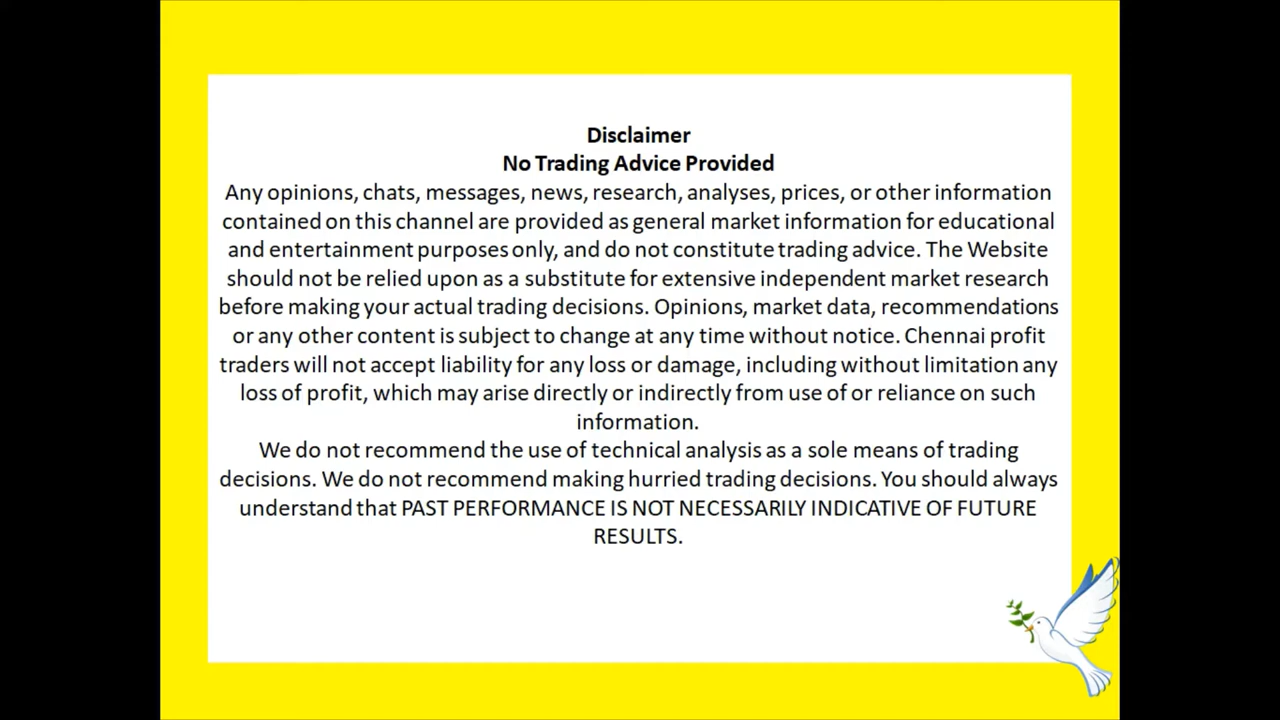 Disclaimer
No Trading Advice Provided
Any opinions, chats, messages, news, research, analyses, prices, or other information
contained on this channel are provided as general market information for educational
and entertainment purposes only, and do not constitute trading advice. The Website
should not be relied upon as a substitute for extensive independent market research
before making your actual trading decisions. Opinions, market data, recommendations
or any other content is subject to change at any time without notice. Chennai profit
traders will not accept liability for any loss or damage, including without limitation any
loss of profit, which may arise directly or indirectly from use of or reliance on such
information.
We do not recommend the use of technical analysis as a sole means of trading
decisions. We do not recommend making hurried trading decisions. You should always
understand that PAST PERFORMANCE IS NOT NECESSARILY INDICATIVE OF FUTURE
RESULTS.